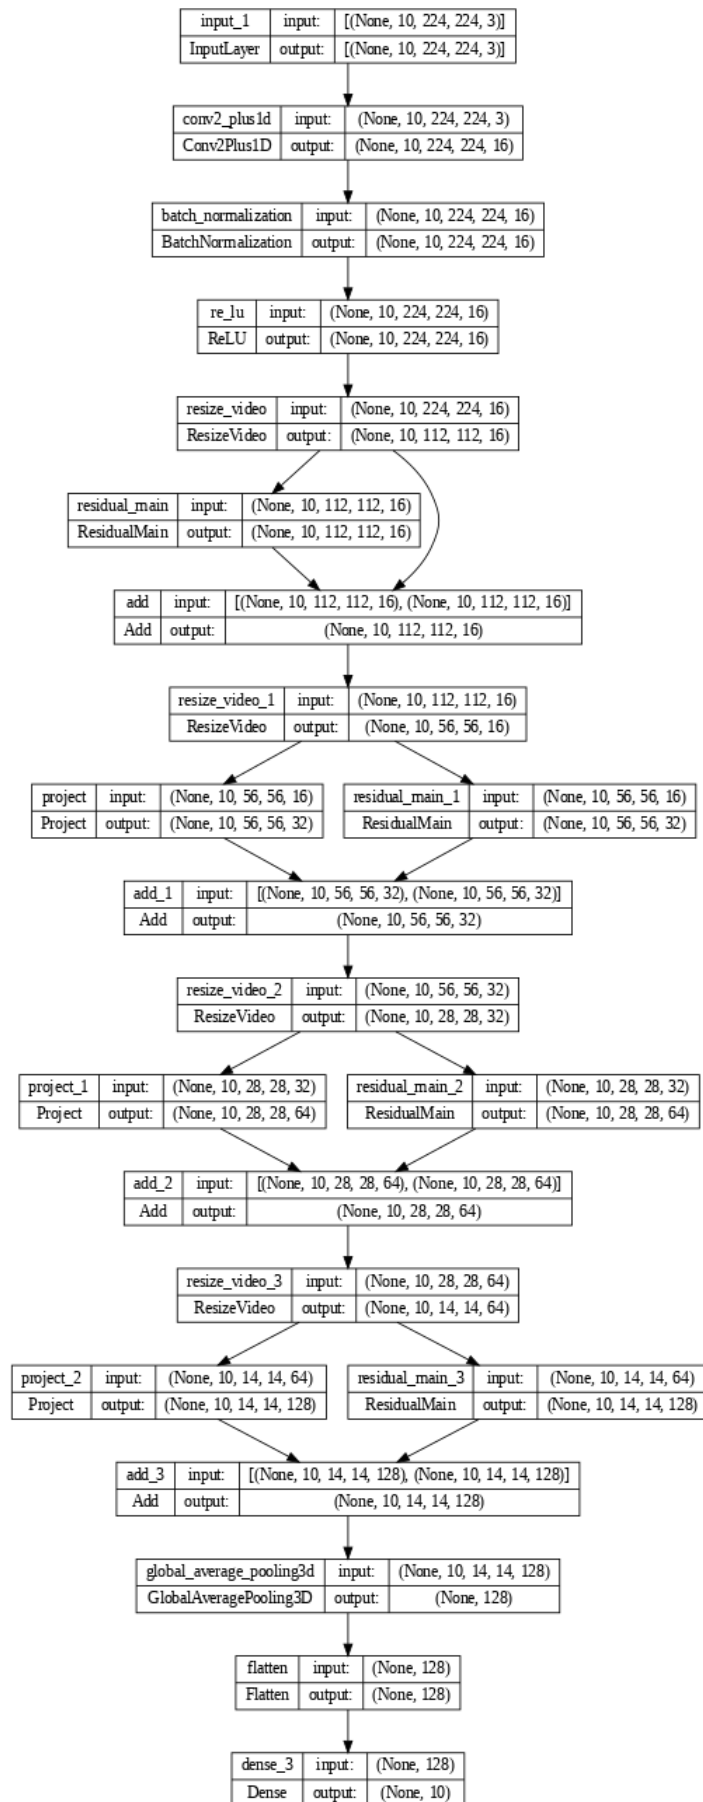 input_1 input: [(None, 10, 224, 224, 3)]
InputLayer output: [(None, 10, 224, 224, 3)]
conv2_plus1d input: (None, 10, 224, 224, 3)
Conv2Plus1D output: (None, 10, 224, 224, 16)
batch_normalization input: (None, 10, 224, 224, 16)
BatchNormalization output: (None, 10, 224, 224, 16)
re_lu input: (None, 10, 224, 224, 16)
ReLU output: (None, 10, 224, 224, 16)
resize_video input: (None, 10, 224, 224, 16)
ResizeVideo output: (None, 10, 112, 112, 16)
residual_main input: (None, 10, 112, 112, 16)
ResidualMain output: (None, 10, 112, 112, 16)
add input: [(None, 10, 112, 112, 16), (None, 10, 112, 112, 16)]
Add output: (None, 10, 112, 112, 16)
resize_video_1 input: (None, 10, 112, 112, 16)
ResizeVideo output: (None, 10, 56, 56, 16)
project input: (None, 10, 56, 56, 16)
Project output: (None, 10, 56, 56, 32)
residual_main_1 input: (None, 10, 56, 56, 16)
ResidualMain output: (None, 10, 56, 56, 32)
add_1 input: [(None, 10, 56, 56, 32), (None, 10, 56, 56, 32)]
Add output: (None, 10, 56, 56, 32)
resize_video_2 input: (None, 10, 56, 56, 32)
ResizeVideo output: (None, 10, 28, 28, 32)
project_1 input: (None, 10, 28, 28, 32)
Project output: (None, 10, 28, 28, 64)
residual_main_2 input: (None, 10, 28, 28, 32)
ResidualMain output: (None, 10, 28, 28, 64)
add_2 input: [(None, 10, 28, 28, 64), (None, 10, 28, 28, 64)]
Add output: (None, 10, 28, 28, 64)
resize_video_3 input: (None, 10, 28, 28, 64)
ResizeVideo output: (None, 10, 14, 14, 64)
project_2 input: (None, 10, 14, 14, 64)
Project output: (None, 10, 14, 14, 128)
residual_main_3 input: (None, 10, 14, 14, 64)
ResidualMain output: (None, 10, 14, 14, 128)
add_3 input: [(None, 10, 14, 14, 128), (None, 10, 14, 14, 128)]
Add output: (None, 10, 14, 14, 128)
global_average_pooling3d input: (None, 10, 14, 14, 128)
GlobalAveragePooling3D output: (None, 128)
flatten input: (None, 128)
Flatten output: (None, 128)
dense_3 input: (None, 128)
Dense output: (None, 10)